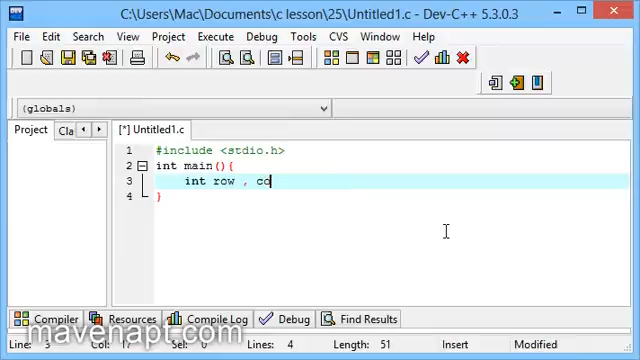 C:\Users\Mac\Documents\c lesson\25\Untitled1.c - Dev-C++ 5.3.0.3
File Edit Search View Project Execute Debug Tools CVS Window Help
(globals)
Project Cla [*] Untitled1.c
1 #include <stdio.h>
2 int main(){
3 int row , co
4 }
Compiler Resources Compile Log Debug Find Results
mavenapt.com
Line: 3 Col: 17 Sel: 0 Lines: 4 Length: 51 Insert Modified